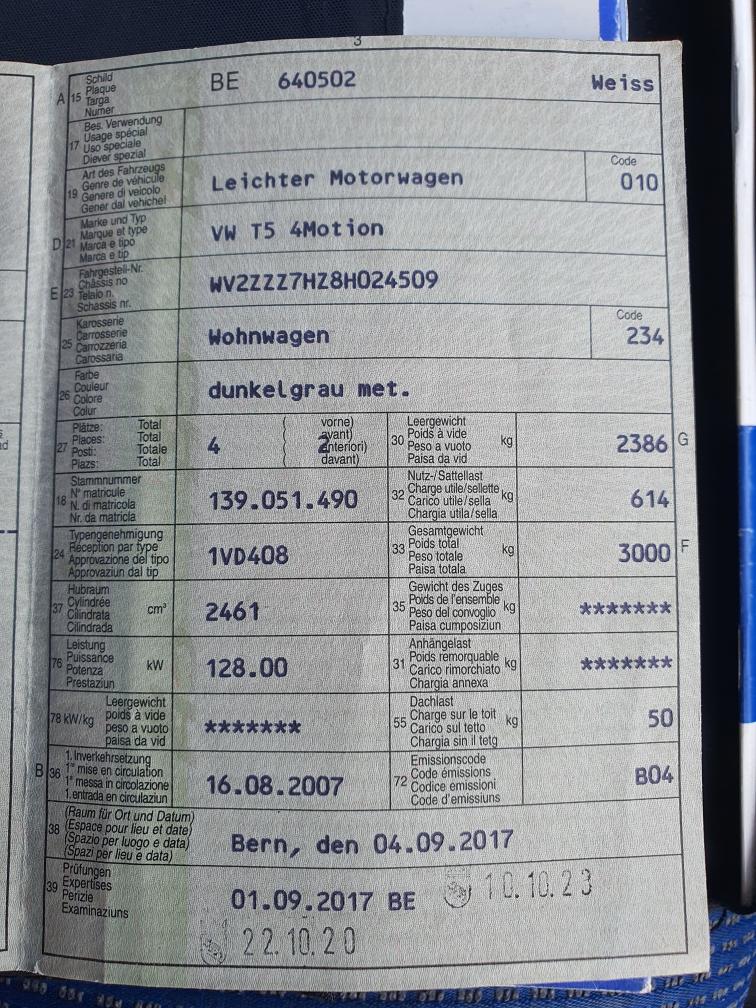 3
A 15 Schild BE 640502 Weiss
Plaque
Targa
Numer
17 Bes. Verwendung
Usage spécial
Uso speciale
Diever spezial
19 Art des Fahrzeugs Leichter Motorwagen Code 010
Genre de véhicule
Genere di veicolo
Gener dal vehichel
D 21 Marke und Typ VW T5 4Motion
Marque et type
Marca e tipo
Marca e tip
E 23 Fahrgestell-Nr. WV2ZZZ7HZ8H024509
Châssis no
Telaio n.
Schassis nr.
25 Karosserie Wohnwagen Code 234
Carrosserie
Carrozzeria
Carossaria
26 Farbe dunkelgrau met.
Couleur
Colore
Colur
27 Plätze: Total 4 ( vorne) 2
Places: Total ( avant)
Posti: Totale ( anteriori)
Plazs: Total ( davant)
30 Leergewicht kg 2386 G
Poids à vide
Peso a vuoto
Paisa da vid
18 Stammnummer 139.051.490
N° matricule
N. di matricola
Nr. da matricla
32 Nutz-/Sattellast kg 614
Charge utile/sellette
Carico utile/sella
Chargia utila/sella
24 Typengenehmigung 1VD408
Réception par type
Approvazione del tipo
Approvaziun dal tip
33 Gesamtgewicht kg 3000 F
Poids total
Peso totale
Paisa totala
37 Hubraum cm³ 2461
Cylindrée
Cilindrata
Cilindrada
35 Gewicht des Zuges kg *******
Poids de l'ensemble
Peso del convoglio
Paisa cumposiziun
76 Leistung kW 128.00
Puissance
Potenza
Prestaziun
31 Anhängelast kg *******
Poids remorquable
Carico rimorchiato
Chargia annexa
78 kW/kg Leergewicht *******
poids à vide
peso a vuoto
paisa da vid
55 Dachlast kg 50
Charge sur le toit
Carico sul tetto
Chargia sin il tetg
B 36 1. Inverkehrsetzung 16.08.2007
1re mise en circulation
1a messa in circolazione
1. entrada en circulaziun
72 Emissionscode B04
Code émissions
Codice emissioni
Code d'emissiuns
38 (Raum für Ort und Datum) Bern, den 04.09.2017
(Espace pour lieu et date)
(Spazio per luogo e data)
(Spazi per lieu e data)
39 Prüfungen 01.09.2017 BE 10.10.23
Expertises
Perizie
Examinaziuns
22.10.20